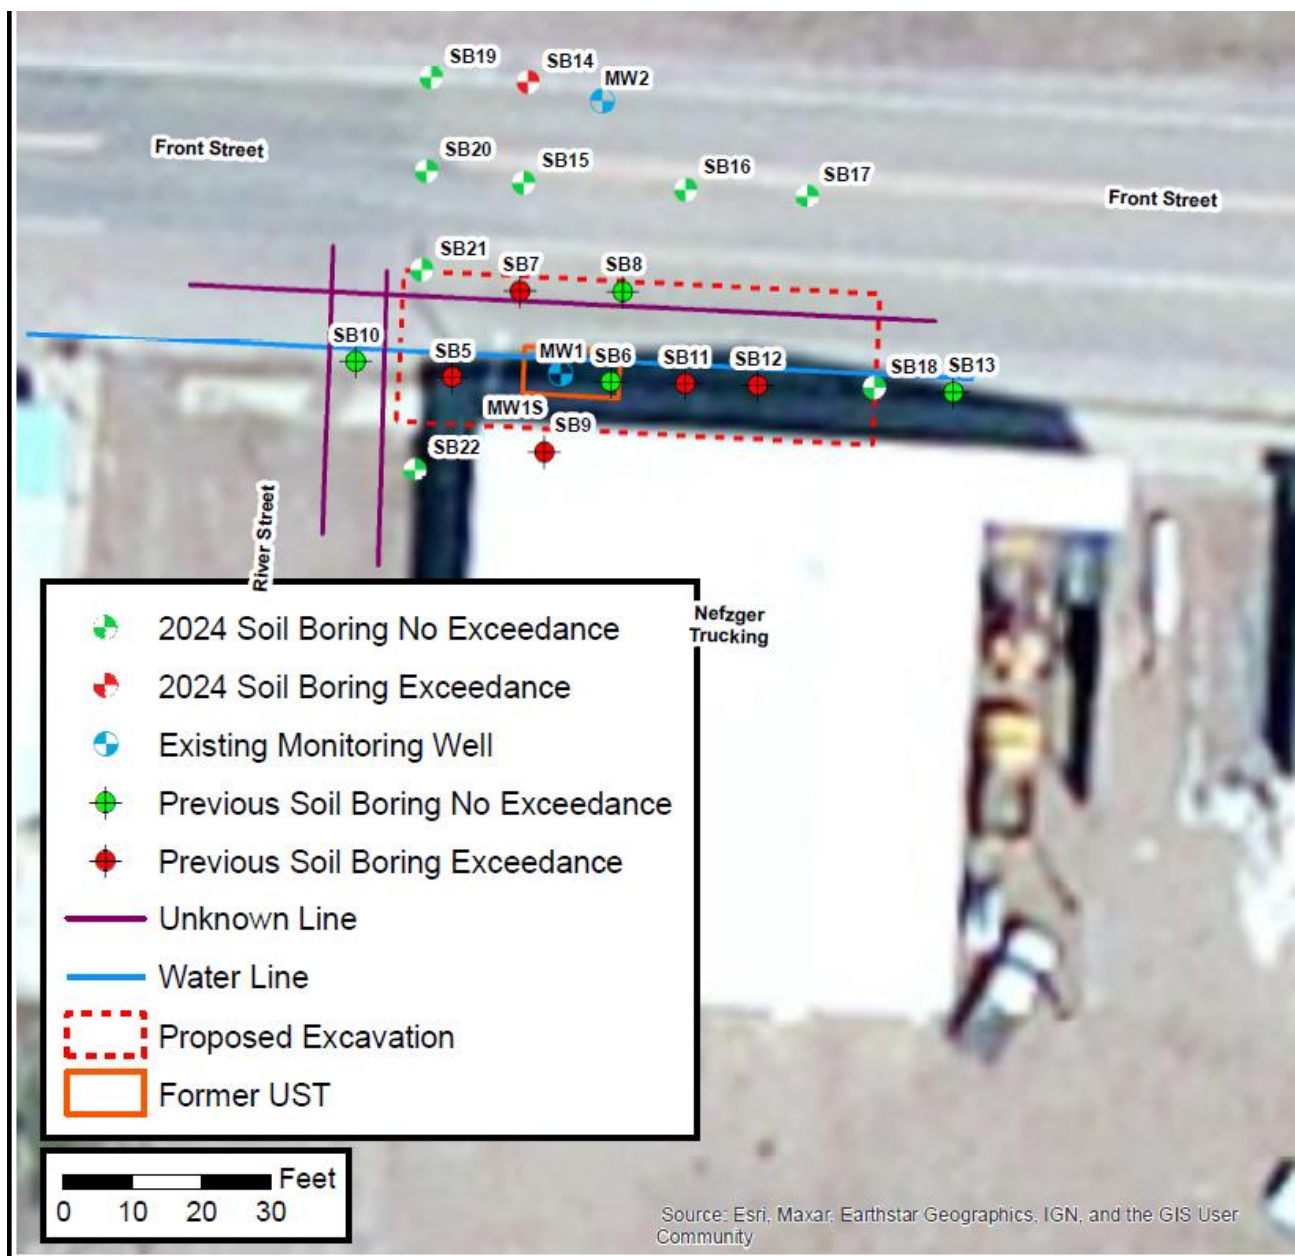 SB19
SB14
MW2
Front Street
SB20
SB15
SB16
SB17
Front Street
SB21
SB7
SB8
SB10
SB5
MW1
SB6
SB11
SB12
SB18
SB13
MW1S
SB9
SB22
River Street
Nefzger
Trucking
2024 Soil Boring No Exceedance
2024 Soil Boring Exceedance
Existing Monitoring Well
Previous Soil Boring No Exceedance
Previous Soil Boring Exceedance
Unknown Line
Water Line
Proposed Excavation
Former UST
Feet
0 10 20 30
Source: Esri, Maxar, Earthstar Geographics, IGN, and the GIS User
Community